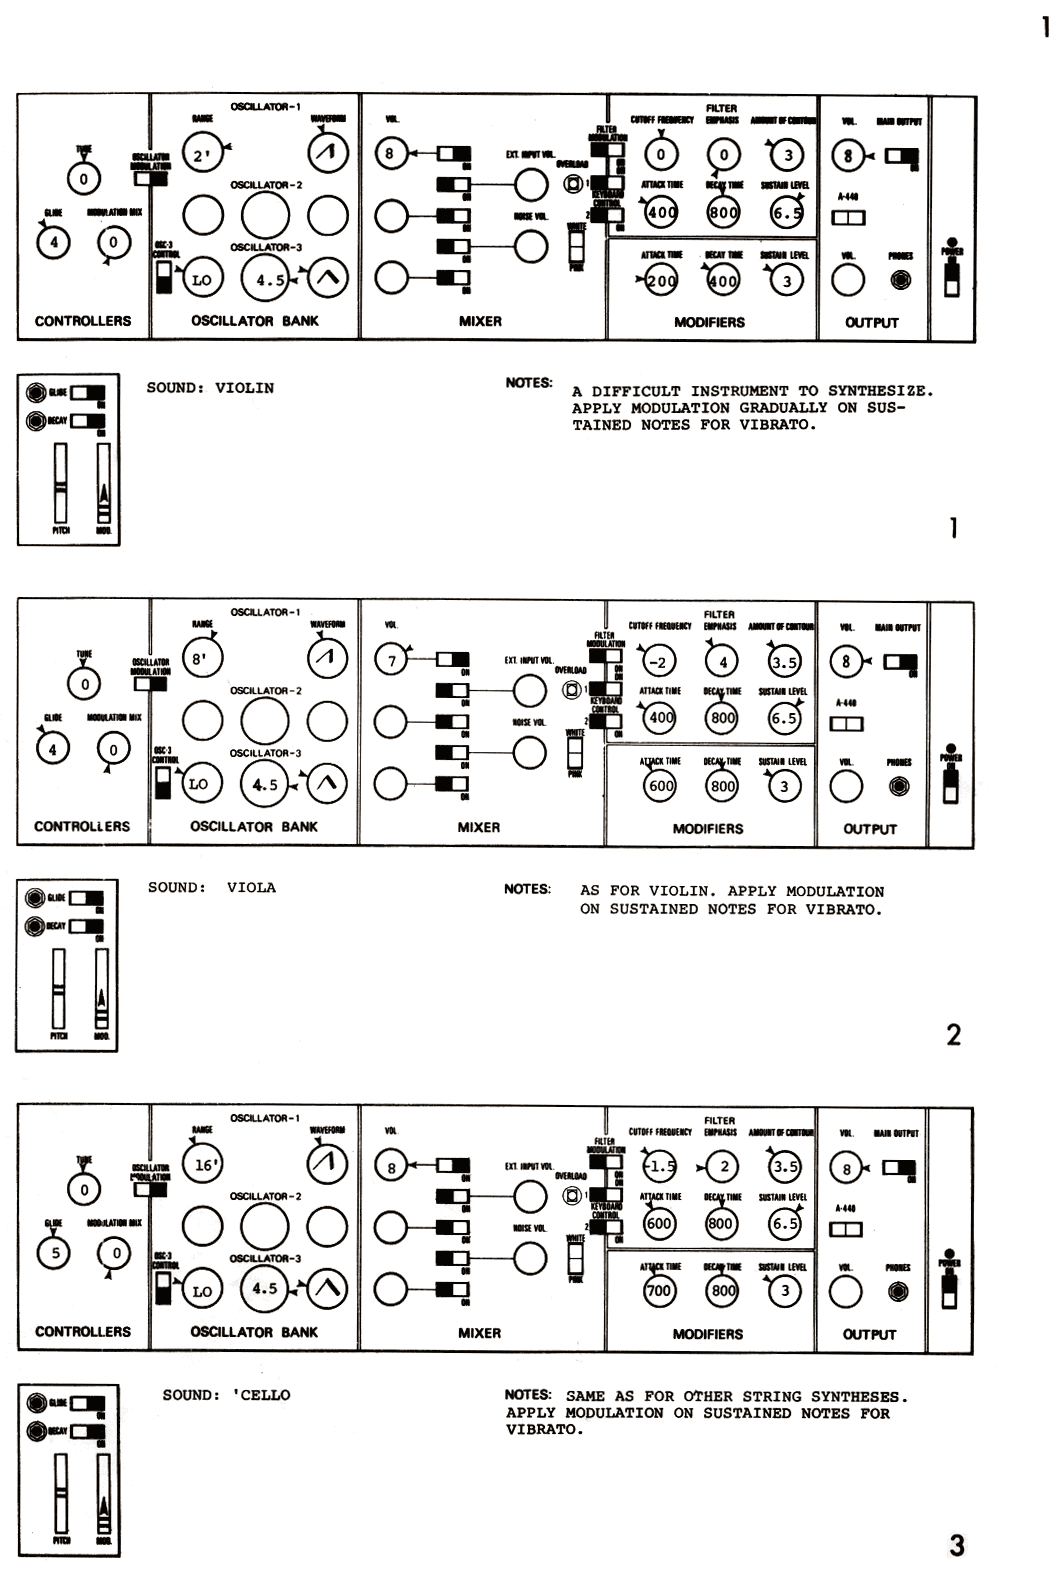 1
OSCILLATOR-1
RANGE WAVEFORM
VOL.
FILTER
CUTOFF FREQUENCY EMPHASIS AMOUNT OF CONTOUR
VOL. MAIN OUTPUT
TUNE
OSCILLATOR MODULATION
FILTER MODULATION
EXT. INPUT VOL.
OVERLOAD
0
2'
8
ON
0 0 3
8
ON
OSCILLATOR-2
1
KEYBOARD CONTROL
2
ON
ATTACK TIME DECAY TIME SUSTAIN LEVEL
400 800 6.5
A-440
GLIDE MODULATION MIX
4 0
ON
NOISE VOL.
WHITE
PINK
OSC-3 CONTROL
OSCILLATOR-3
LO 4.5
ON
ON
ON
ATTACK TIME DECAY TIME SUSTAIN LEVEL
200 400 3
VOL. PHONES
POWER
CONTROLLERS OSCILLATOR BANK MIXER MODIFIERS OUTPUT
GLIDE
ON
DECAY
ON
PITCH MOD.
SOUND: VIOLIN
NOTES: A DIFFICULT INSTRUMENT TO SYNTHESIZE.
APPLY MODULATION GRADUALLY ON SUS-
TAINED NOTES FOR VIBRATO.
1
OSCILLATOR-1
RANGE WAVEFORM
VOL.
FILTER
CUTOFF FREQUENCY EMPHASIS AMOUNT OF CONTOUR
VOL. MAIN OUTPUT
TUNE
OSCILLATOR MODULATION
FILTER MODULATION
EXT. INPUT VOL.
OVERLOAD
0
8'
7
ON
-2 4 3.5
8
ON
OSCILLATOR-2
1
KEYBOARD CONTROL
2
ON
ATTACK TIME DECAY TIME SUSTAIN LEVEL
400 800 6.5
A-440
GLIDE MODULATION MIX
4 0
ON
NOISE VOL.
WHITE
PINK
OSC-3 CONTROL
OSCILLATOR-3
LO 4.5
ON
ON
ON
ATTACK TIME DECAY TIME SUSTAIN LEVEL
600 800 3
VOL. PHONES
POWER
ON
CONTROLLERS OSCILLATOR BANK MIXER MODIFIERS OUTPUT
GLIDE
ON
DECAY
ON
PITCH MOD.
SOUND: VIOLA
NOTES: AS FOR VIOLIN. APPLY MODULATION
ON SUSTAINED NOTES FOR VIBRATO.
2
OSCILLATOR-1
RANGE WAVEFORM
VOL.
FILTER
CUTOFF FREQUENCY EMPHASIS AMOUNT OF CONTOUR
VOL. MAIN OUTPUT
TUNE
OSCILLATOR MODULATION
FILTER MODULATION
EXT. INPUT VOL.
OVERLOAD
0
16'
8
ON
-1.5 2 3.5
8
ON
OSCILLATOR-2
1
KEYBOARD CONTROL
2
ON
ATTACK TIME DECAY TIME SUSTAIN LEVEL
600 800 6.5
A-440
GLIDE MODULATION MIX
5 0
ON
NOISE VOL.
WHITE
PINK
OSC-3 CONTROL
OSCILLATOR-3
LO 4.5
ON
ON
ON
ATTACK TIME DECAY TIME SUSTAIN LEVEL
700 800 3
VOL. PHONES
POWER
ON
CONTROLLERS OSCILLATOR BANK MIXER MODIFIERS OUTPUT
GLIDE
ON
DECAY
ON
PITCH MOD.
SOUND: 'CELLO
NOTES: SAME AS FOR OTHER STRING SYNTHESES.
APPLY MODULATION ON SUSTAINED NOTES FOR
VIBRATO.
3